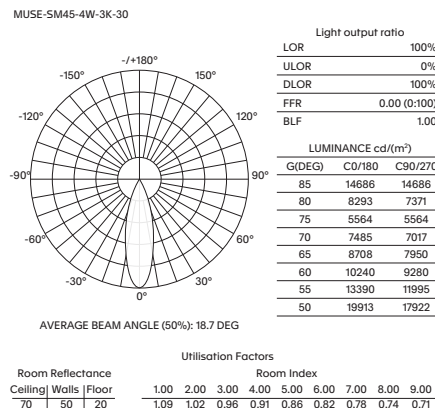 MUSE-SM45-4W-3K-30
-/+180°
-150° 150°
-120° 120°
-90° 90°
-60° 60°
-30° 30°
0°
AVERAGE BEAM ANGLE (50%): 18.7 DEG
Light output ratio
LOR 100%
ULOR 0%
DLOR 100%
FFR 0.00 (0:100)
BLF 1.00
LUMINANCE cd/(m²)
G(DEG) C0/180 C90/270
85 14686 14686
80 8293 7371
75 5564 5564
70 7485 7017
65 8708 7950
60 10240 9280
55 13390 11995
50 19913 17922
Utilisation Factors
Room Reflectance Room Index
Ceiling Walls Floor 1.00 2.00 3.00 4.00 5.00 6.00 7.00 8.00 9.00
70 50 20 1.09 1.02 0.96 0.91 0.86 0.82 0.78 0.74 0.71